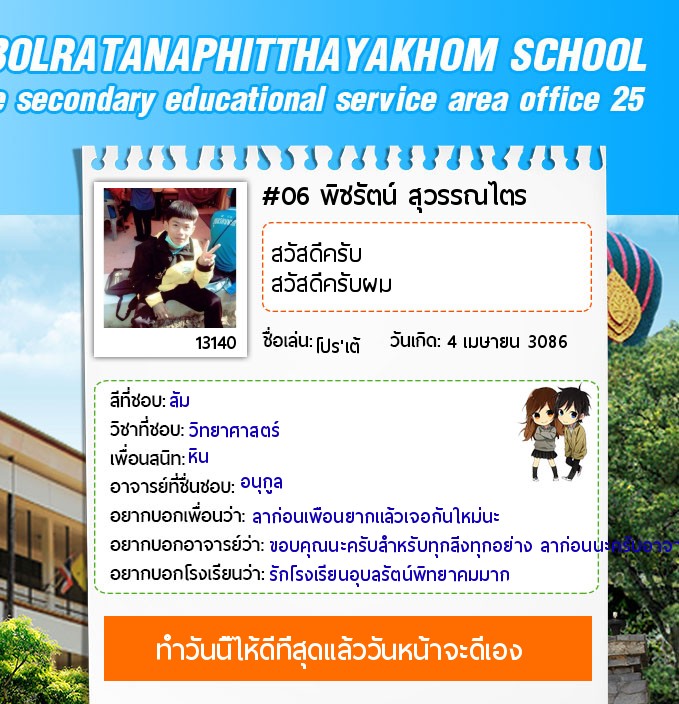 BOLRATANAPHITTHAYAKHOM SCHOOL
e secondary educational service area office 25
#06 พิชรัตน์ สุวรรณไตร
สวัสดีครับ
สวัสดีครับผม
13140
ชื่อเล่น: โปร'เต้ วันเกิด: 4 เมษายน 3086
สีที่ชอบ: ส้ม
วิชาที่ชอบ: วิทยาศาสตร์
เพื่อนสนิท: หิน
อาจารย์ที่ชื่นชอบ: อนุกูล
อยากบอกเพื่อนว่า: ลาก่อนเพือนยากแล้วเจอกันใหม่นะ
อยากบอกอาจารย์ว่า: ขอบคุณนะครับสำหรับทุกสิ่งทุกอย่าง ลาก่อนนะครับอาจา
อยากบอกโรงเรียนว่า: รักโรงเรียนอุบลรัตน์พิทยาคมมาก
ทำวันนี้ให้ดีที่สุดแล้ววันหน้าจะดีเอง